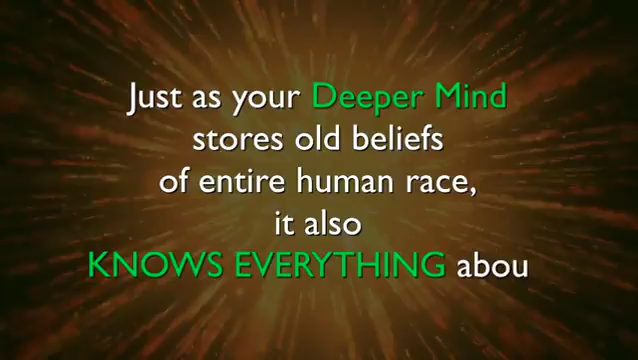 Just as your Deeper Mind
stores old beliefs
of entire human race,
it also
KNOWS EVERYTHING abou